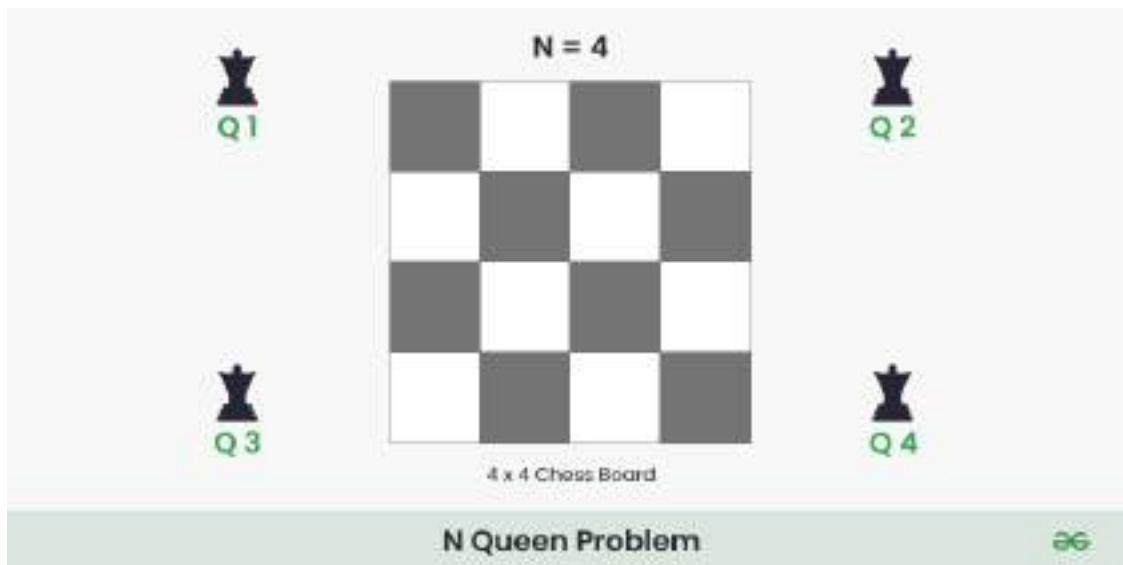 N = 4
Q 1
Q 2
Q 3
Q 4
4 x 4 Chess Board
N Queen Problem